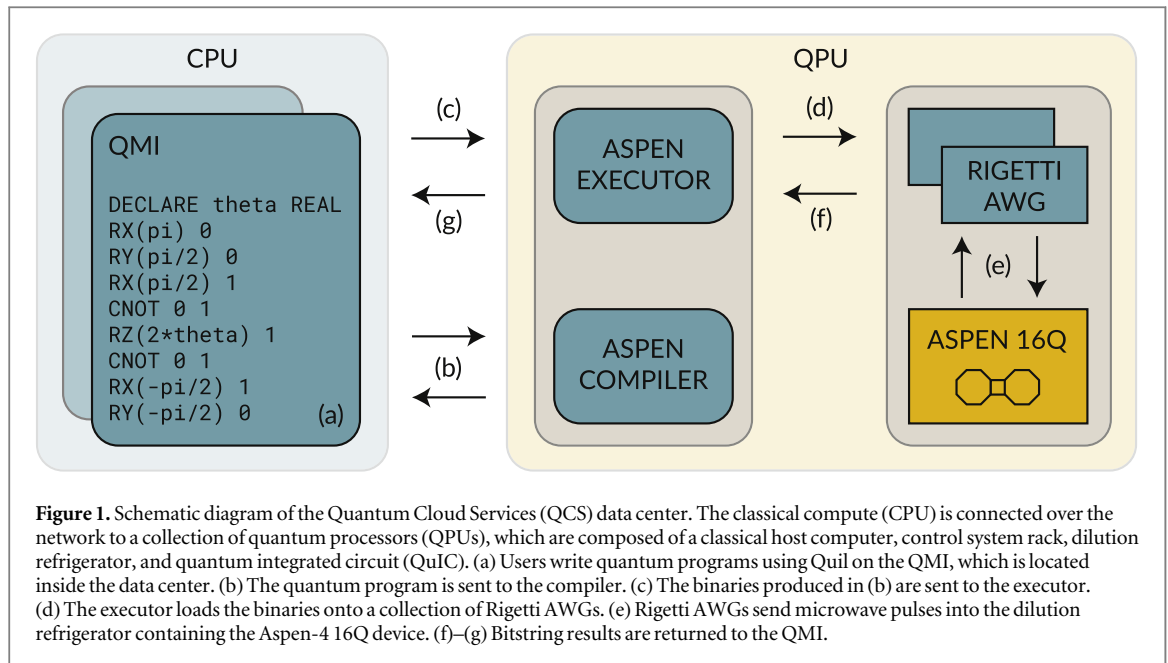 CPU
QMI
DECLARE theta REAL
RX(pi) 0
RY(pi/2) 0
RX(pi/2) 1
CNOT 0 1
RZ(2*theta) 1
CNOT 0 1
RX(-pi/2) 1
RY(-pi/2) 0
(a)
(c)
(g)
(b)
QPU
ASPEN
EXECUTOR
ASPEN
COMPILER
(d)
(f)
RIGETTI
AWG
(e)
ASPEN 16Q
Figure 1. Schematic diagram of the Quantum Cloud Services (QCS) data center. The classical compute (CPU) is connected over the
network to a collection of quantum processors (QPUs), which are composed of a classical host computer, control system rack, dilution
refrigerator, and quantum integrated circuit (QuIC). (a) Users write quantum programs using Quil on the QMI, which is located
inside the data center. (b) The quantum program is sent to the compiler. (c) The binaries produced in (b) are sent to the executor.
(d) The executor loads the binaries onto a collection of Rigetti AWGs. (e) Rigetti AWGs send microwave pulses into the dilution
refrigerator containing the Aspen-4 16Q device. (f)–(g) Bitstring results are returned to the QMI.